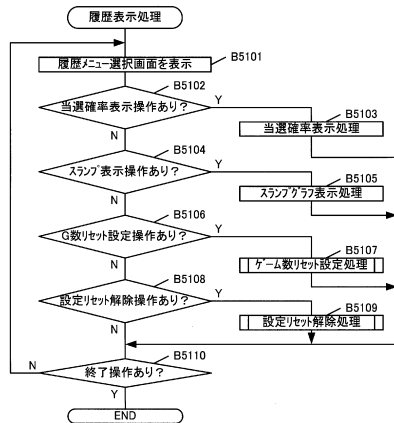 履歴表示処理
履歴メニュー選択画面を表示
B5101
B5102
当選確率表示操作あり？
Y
N
B5103
当選確率表示処理
B5104
スランプ表示操作あり？
Y
N
B5105
スランプグラフ表示処理
B5106
G数リセット設定操作あり？
Y
N
B5107
ゲーム数リセット設定処理
B5108
設定リセット解除操作あり？
Y
N
B5109
設定リセット解除処理
B5110
終了操作あり？
N
Y
END